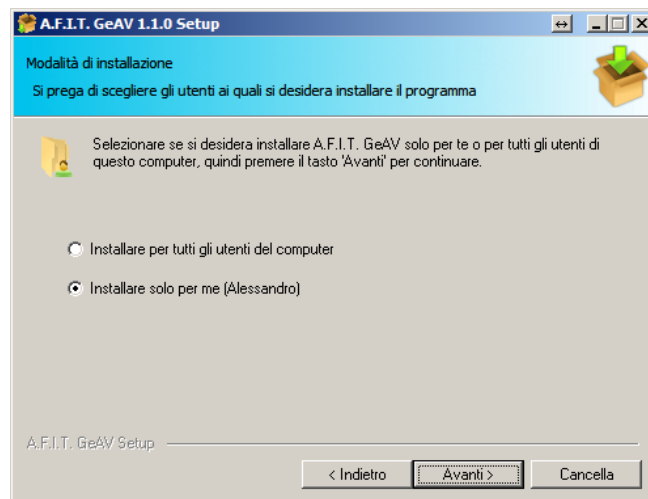 A.F.I.T. GeAV 1.1.0 Setup
Modalità di installazione
Si prega di scegliere gli utenti ai quali si desidera installare il programma
Selezionare se si desidera installare A.F.I.T. GeAV solo per te o per tutti gli utenti di
questo computer, quindi premere il tasto 'Avanti' per continuare.
Installare per tutti gli utenti del computer
Installare solo per me (Alessandro)
A.F.I.T. GeAV Setup
< Indietro
Avanti >
Cancella